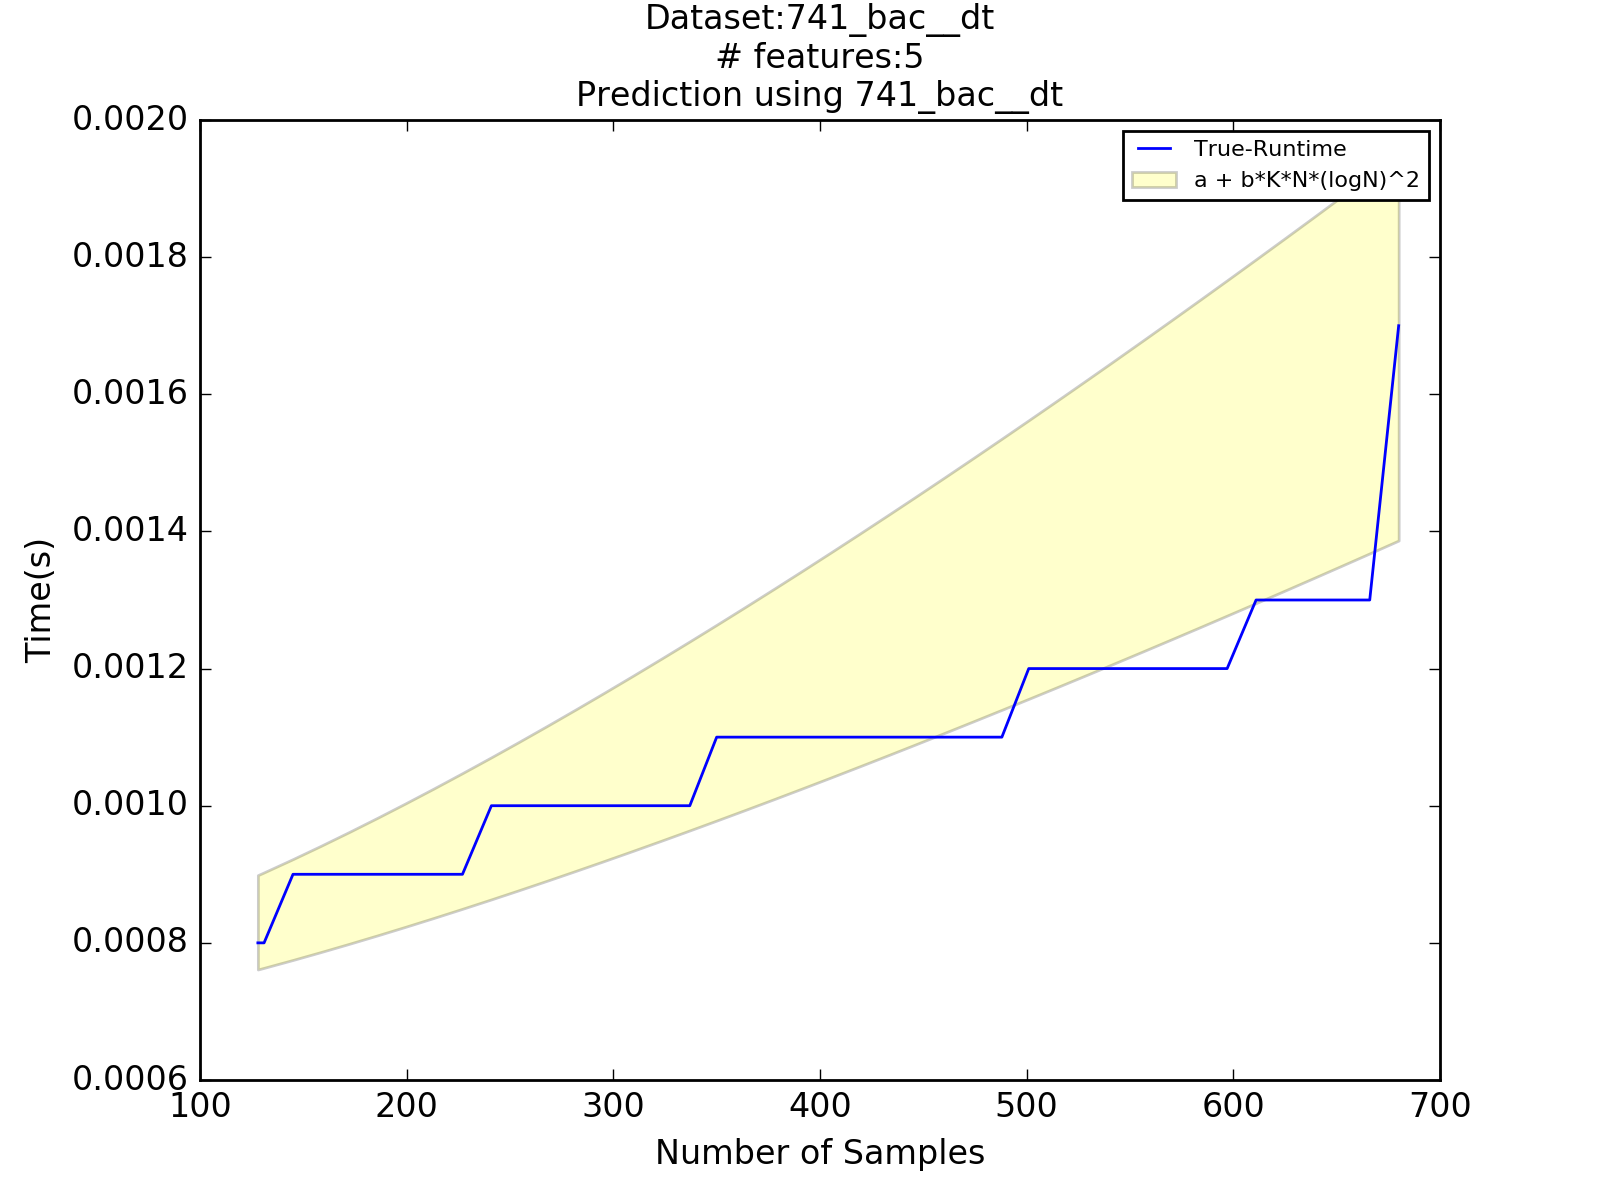 Dataset:741_bac__dt
# features:5
Prediction using 741_bac__dt
True-Runtime
a + b*K*N*(logN)^2
0.0020
0.0018
0.0016
0.0014
0.0012
0.0010
0.0008
0.0006
Time(s)
100 200 300 400 500 600 700
Number of Samples